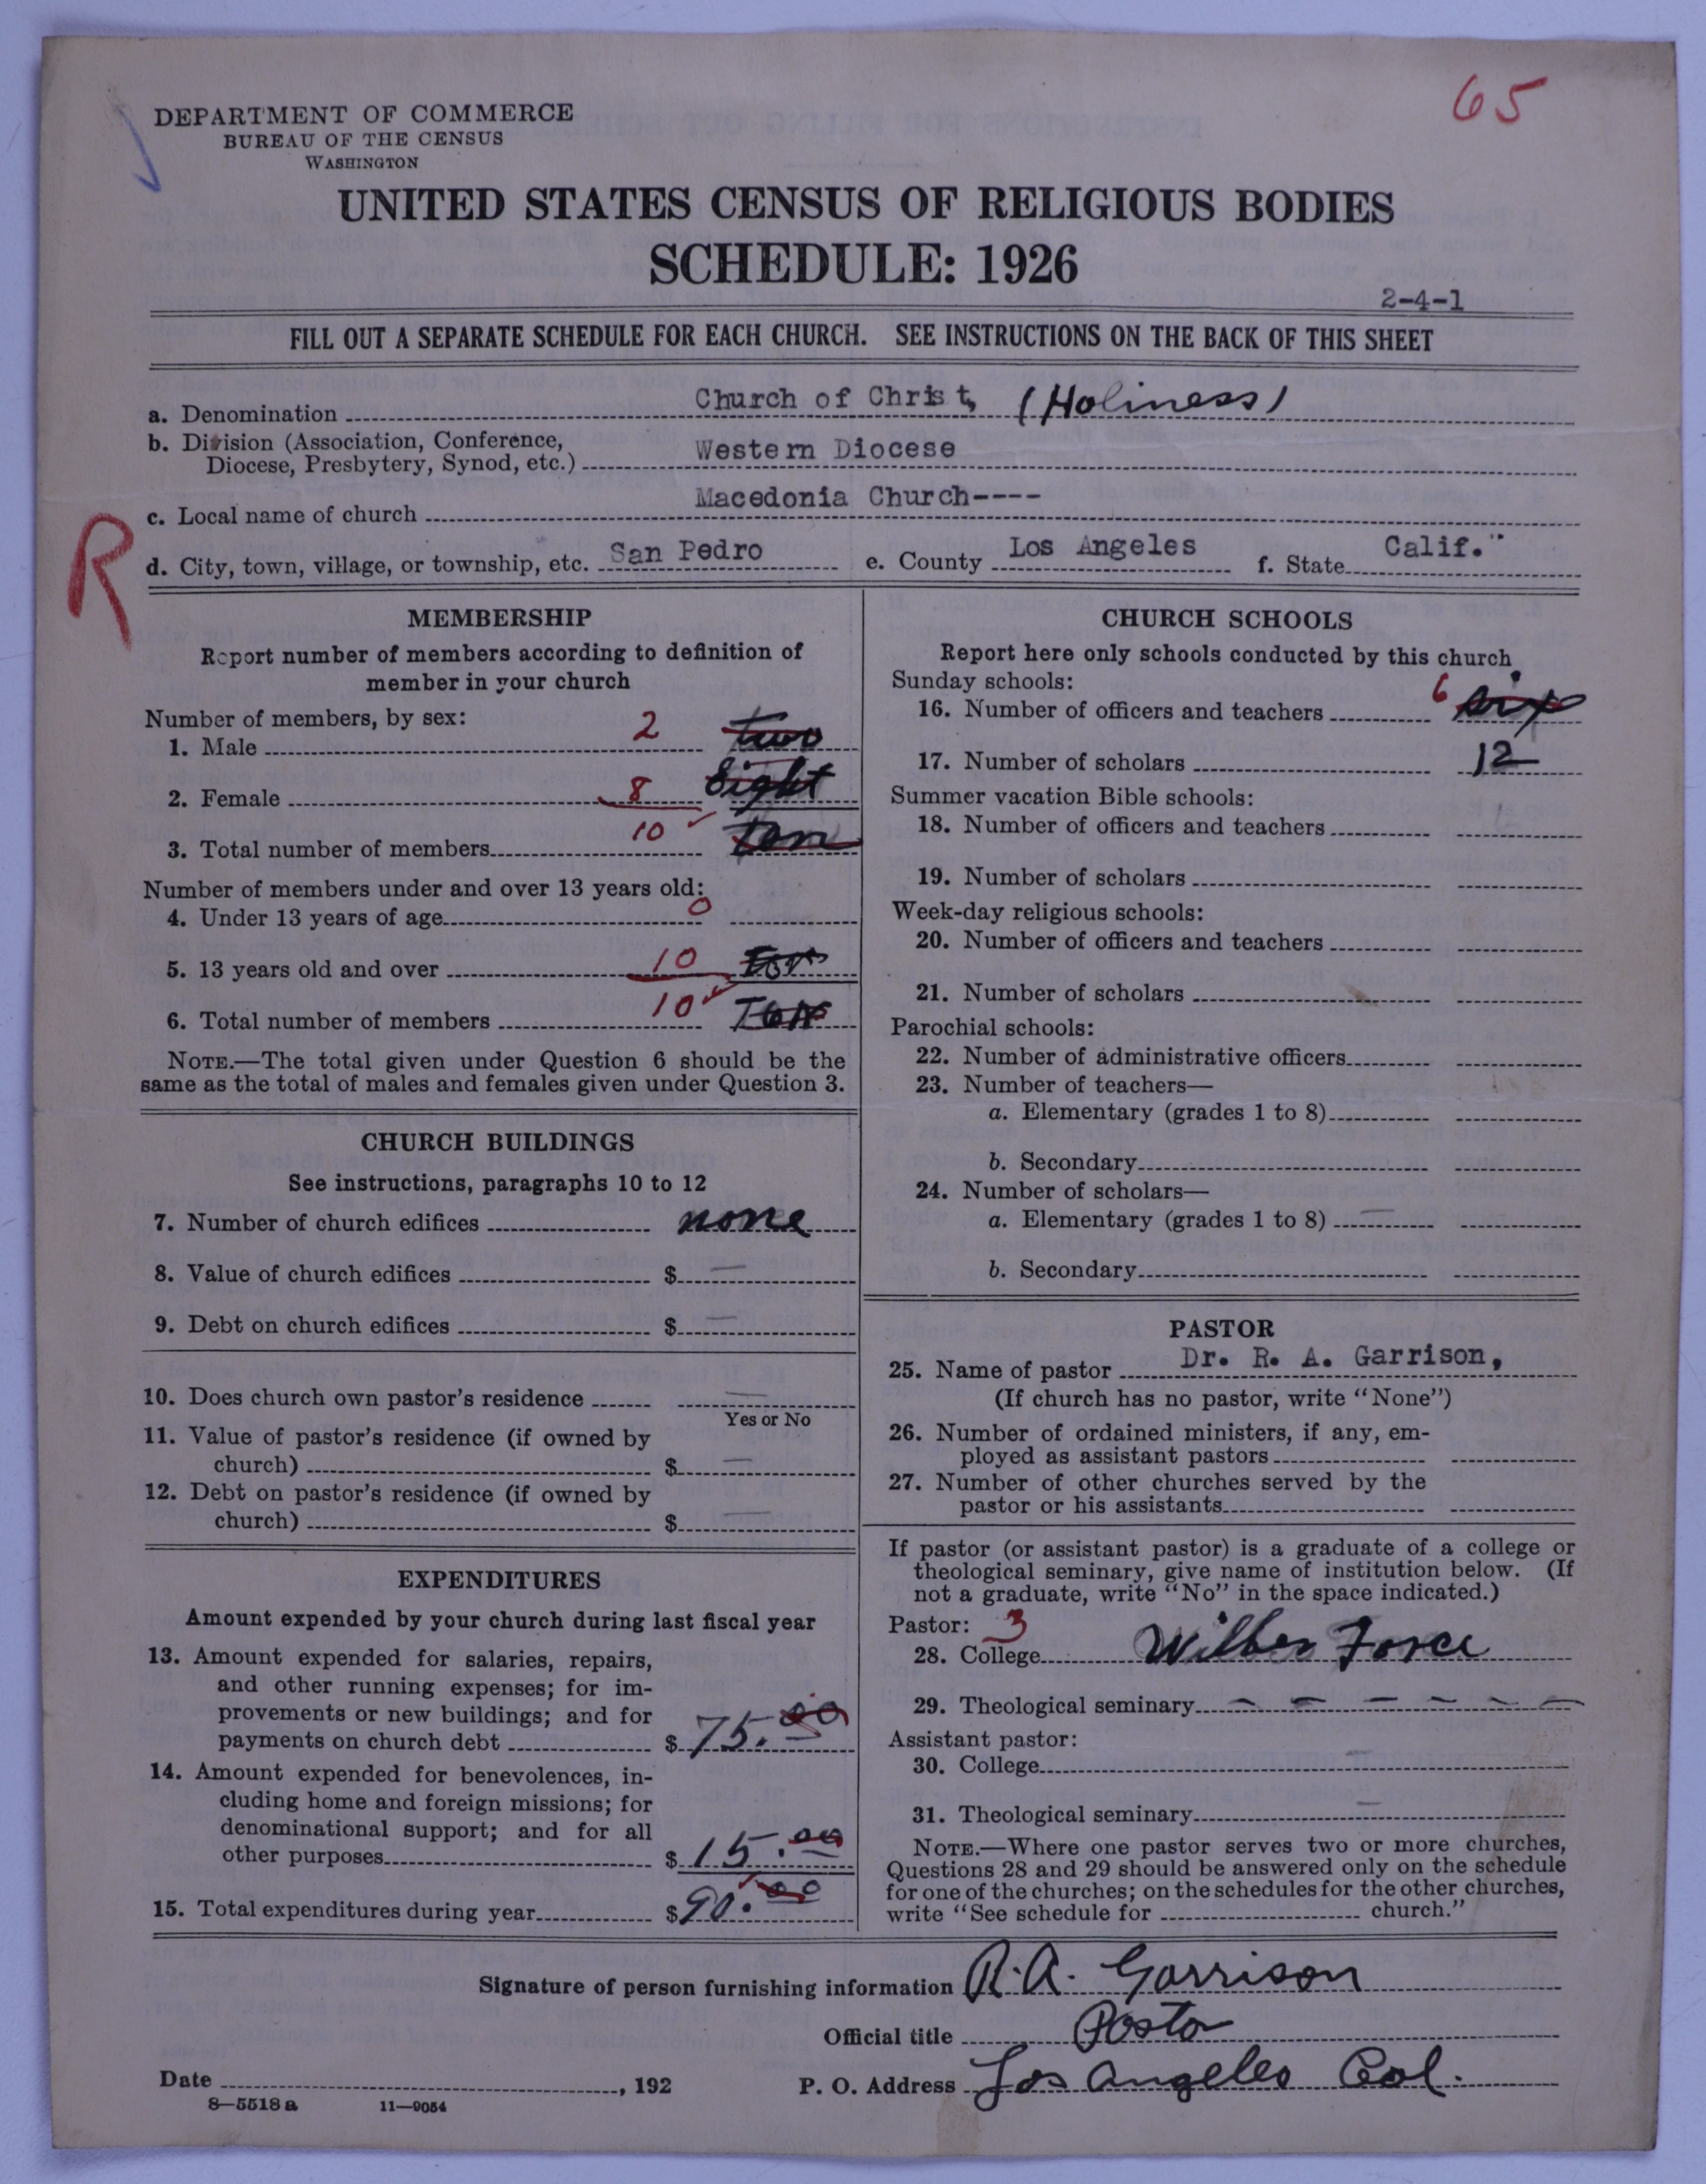 65
DEPARTMENT OF COMMERCE
BUREAU OF THE CENSUS
WASHINGTON
UNITED STATES CENSUS OF RELIGIOUS BODIES
SCHEDULE: 1926
2-4-1
FILL OUT A SEPARATE SCHEDULE FOR EACH CHURCH. SEE INSTRUCTIONS ON THE BACK OF THIS SHEET
a. Denomination Church of Christ, (Holiness)
b. Division (Association, Conference,
Diocese, Presbytery, Synod, etc.) Western Diocese
c. Local name of church Macedonia Church----
R
d. City, town, village, or township, etc. San Pedro e. County Los Angeles f. State Calif."
MEMBERSHIP
Report number of members according to definition of
member in your church
Number of members, by sex:
1. Male 2 two
2. Female 8 Eight
3. Total number of members 10 ten
Number of members under and over 13 years old:
4. Under 13 years of age 0
5. 13 years old and over 10
6. Total number of members 10 Ten
NOTE.—The total given under Question 6 should be the
same as the total of males and females given under Question 3.
CHURCH BUILDINGS
See instructions, paragraphs 10 to 12
7. Number of church edifices none
8. Value of church edifices $ —
9. Debt on church edifices $ —
10. Does church own pastor's residence —
Yes or No
11. Value of pastor's residence (if owned by
church) $ —
12. Debt on pastor's residence (if owned by
church) $ —
EXPENDITURES
Amount expended by your church during last fiscal year
13. Amount expended for salaries, repairs,
and other running expenses; for im-
provements or new buildings; and for
payments on church debt $ 75.00
14. Amount expended for benevolences, in-
cluding home and foreign missions; for
denominational support; and for all
other purposes $ 15.00
15. Total expenditures during year $ 90.00
CHURCH SCHOOLS
Report here only schools conducted by this church
Sunday schools:
16. Number of officers and teachers 6 six
17. Number of scholars 12
Summer vacation Bible schools:
18. Number of officers and teachers
19. Number of scholars
Week-day religious schools:
20. Number of officers and teachers
21. Number of scholars
Parochial schools:
22. Number of administrative officers
23. Number of teachers—
a. Elementary (grades 1 to 8)
b. Secondary
24. Number of scholars—
a. Elementary (grades 1 to 8) —
b. Secondary
PASTOR
25. Name of pastor Dr. R. A. Garrison,
(If church has no pastor, write "None")
26. Number of ordained ministers, if any, em-
ployed as assistant pastors
27. Number of other churches served by the
pastor or his assistants
If pastor (or assistant pastor) is a graduate of a college or
theological seminary, give name of institution below. (If
not a graduate, write "No" in the space indicated.)
Pastor: 3
28. College Wilber Force
29. Theological seminary — — — — — —
Assistant pastor:
30. College —
31. Theological seminary —
NOTE.—Where one pastor serves two or more churches,
Questions 28 and 29 should be answered only on the schedule
for one of the churches; on the schedules for the other churches,
write "See schedule for church."
Signature of person furnishing information R. A. Garrison
Official title Pastor
Date , 192 P. O. Address Los Angeles Cal.
8—5518 a 11—9054